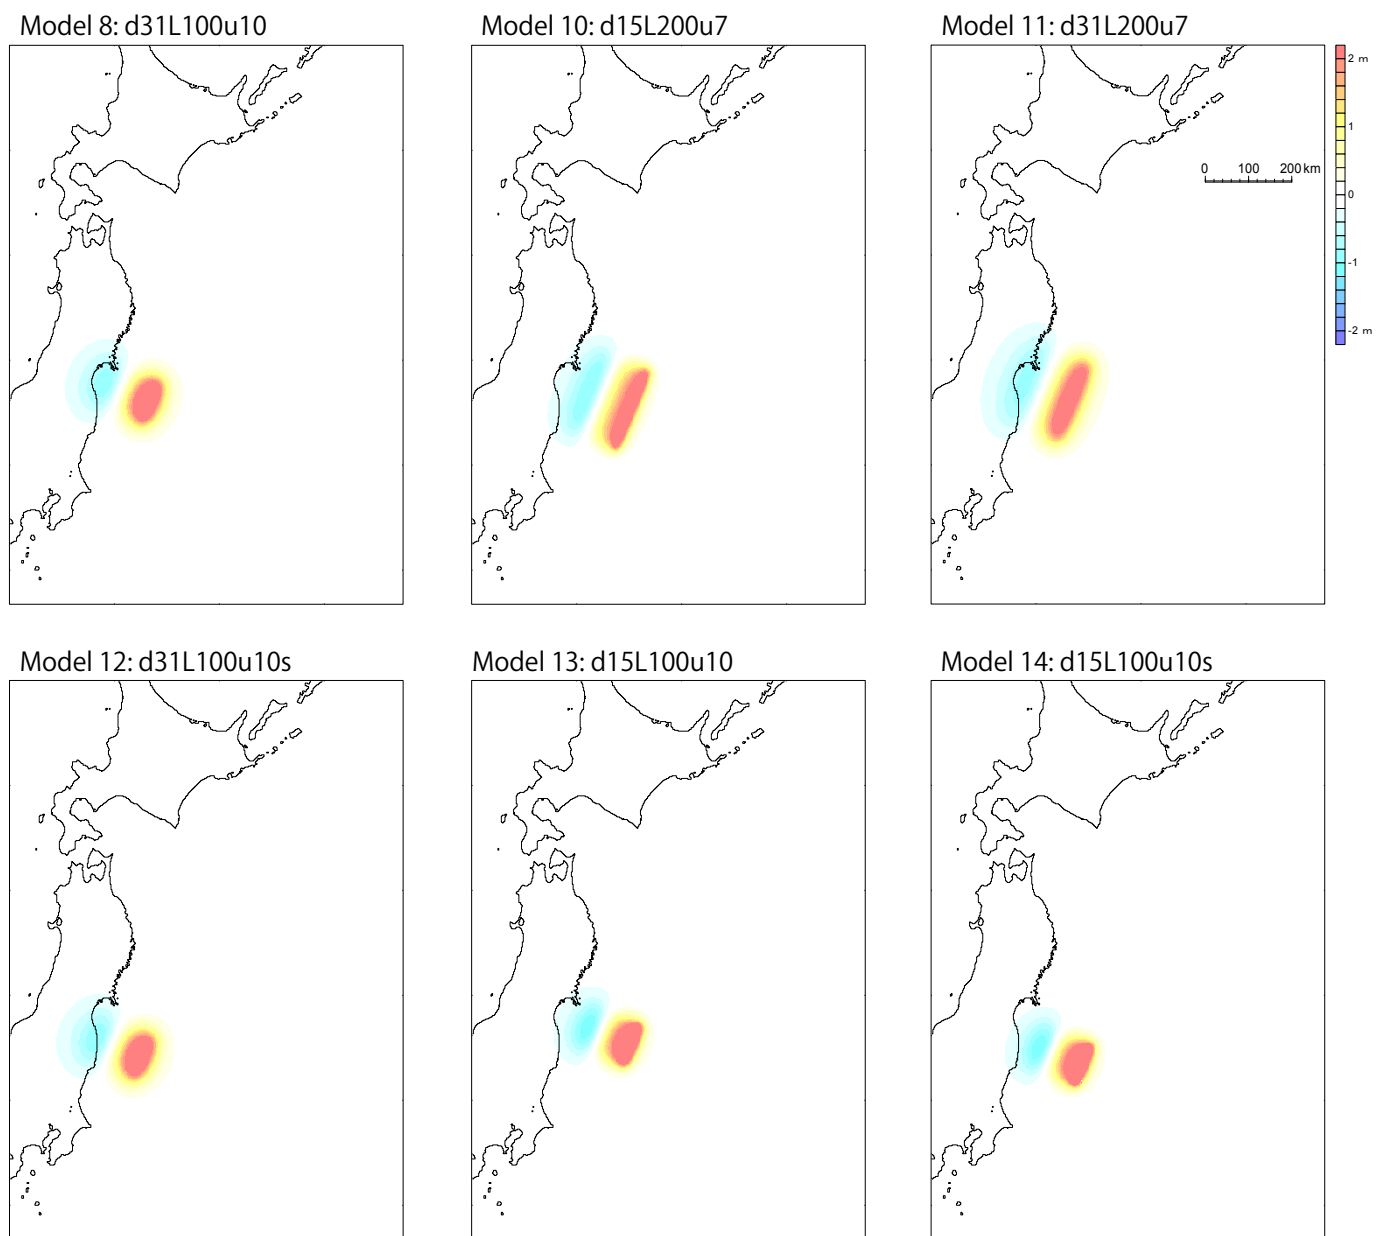 Model 8: d31L100u10
Model 10: d15L200u7
Model 11: d31L200u7
2 m
1
0
-1
-2 m
0 100 200 km
Model 12: d31L100u10s
Model 13: d15L100u10
Model 14: d15L100u10s